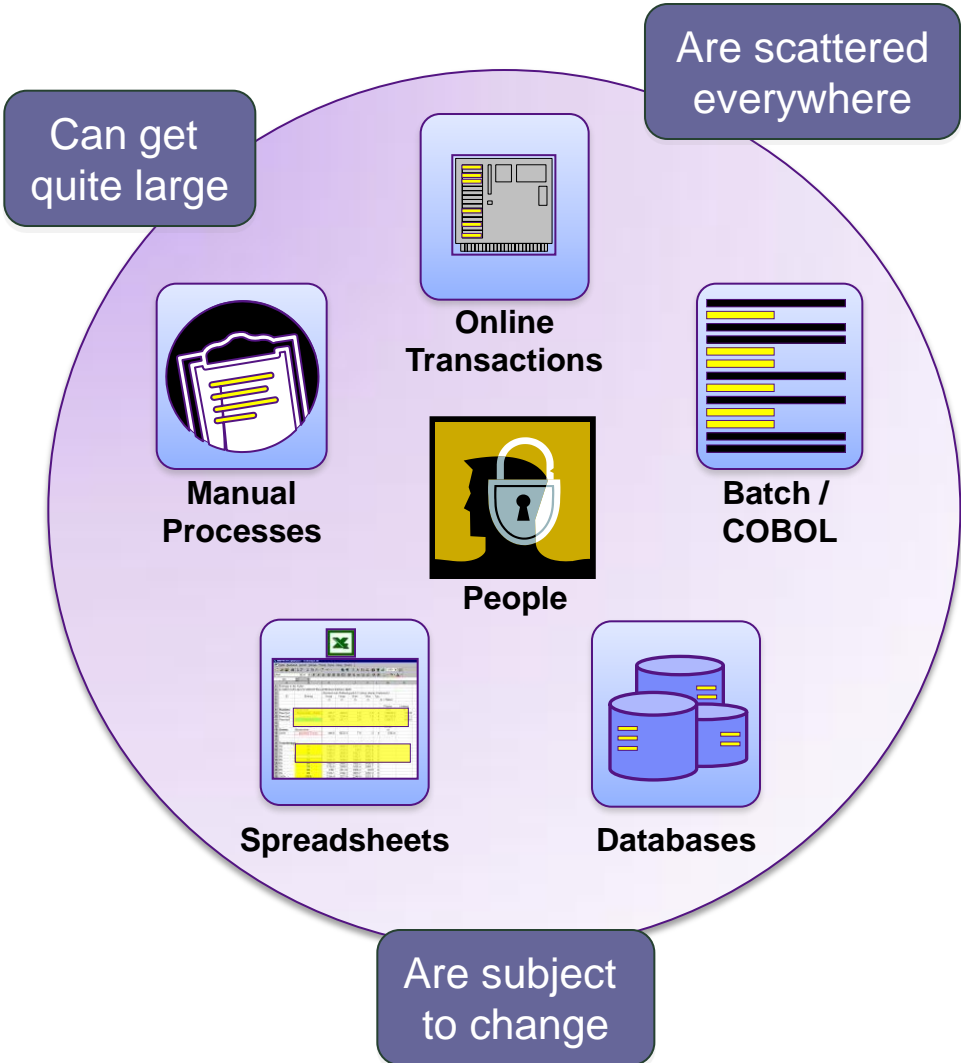 Are scattered
everywhere
Can get
quite large
Online
Transactions
Manual
Processes
Batch /
COBOL
People
Spreadsheets
Databases
Are subject
to change